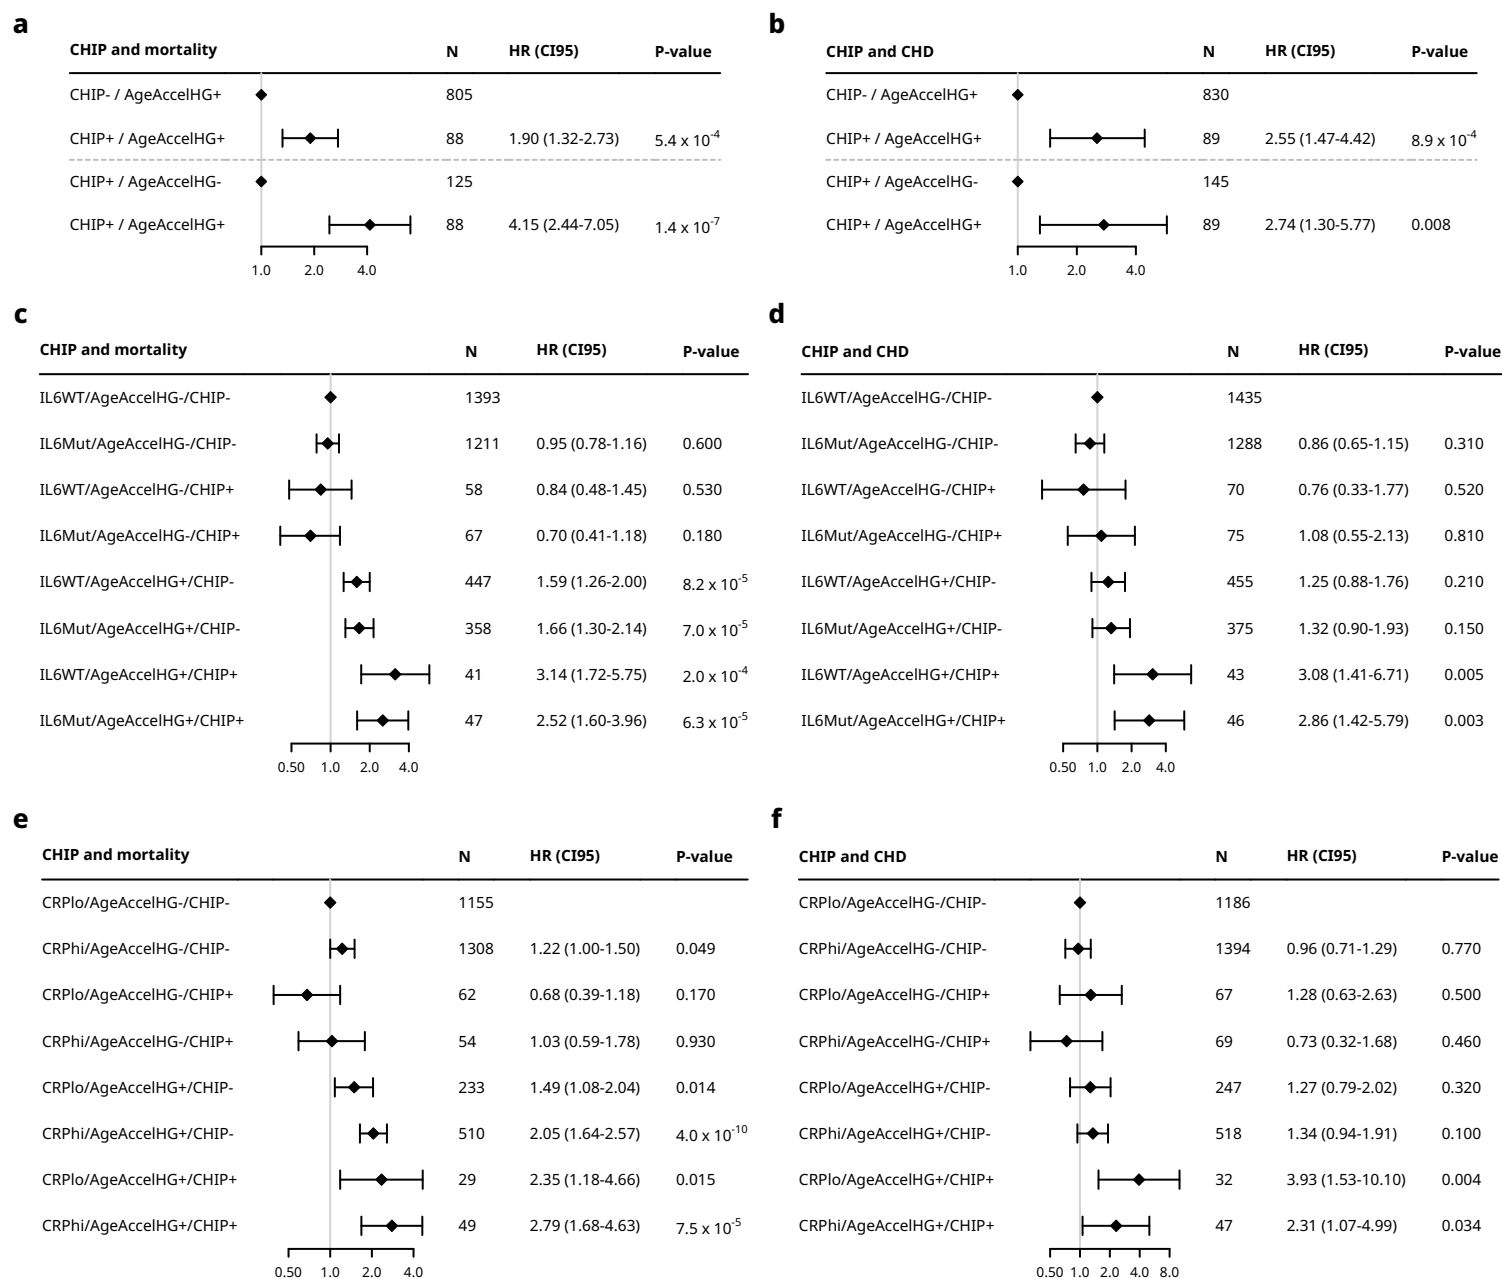 a
CHIP and mortality N HR (CI95) P-value
CHIP- / AgeAccelHG+ 805
CHIP+ / AgeAccelHG+ 88 1.90 (1.32-2.73) 5.4 x 10-4
CHIP+ / AgeAccelHG- 125
CHIP+ / AgeAccelHG+ 88 4.15 (2.44-7.05) 1.4 x 10-7
1.0 2.0 4.0
b
CHIP and CHD N HR (CI95) P-value
CHIP- / AgeAccelHG+ 830
CHIP+ / AgeAccelHG+ 89 2.55 (1.47-4.42) 8.9 x 10-4
CHIP+ / AgeAccelHG- 145
CHIP+ / AgeAccelHG+ 89 2.74 (1.30-5.77) 0.008
1.0 2.0 4.0
c
CHIP and mortality N HR (CI95) P-value
IL6WT/AgeAccelHG-/CHIP- 1393
IL6Mut/AgeAccelHG-/CHIP- 1211 0.95 (0.78-1.16) 0.600
IL6WT/AgeAccelHG-/CHIP+ 58 0.84 (0.48-1.45) 0.530
IL6Mut/AgeAccelHG-/CHIP+ 67 0.70 (0.41-1.18) 0.180
IL6WT/AgeAccelHG+/CHIP- 447 1.59 (1.26-2.00) 8.2 x 10-5
IL6Mut/AgeAccelHG+/CHIP- 358 1.66 (1.30-2.14) 7.0 x 10-5
IL6WT/AgeAccelHG+/CHIP+ 41 3.14 (1.72-5.75) 2.0 x 10-4
IL6Mut/AgeAccelHG+/CHIP+ 47 2.52 (1.60-3.96) 6.3 x 10-5
0.50 1.0 2.0 4.0
d
CHIP and CHD N HR (CI95) P-value
IL6WT/AgeAccelHG-/CHIP- 1435
IL6Mut/AgeAccelHG-/CHIP- 1288 0.86 (0.65-1.15) 0.310
IL6WT/AgeAccelHG-/CHIP+ 70 0.76 (0.33-1.77) 0.520
IL6Mut/AgeAccelHG-/CHIP+ 75 1.08 (0.55-2.13) 0.810
IL6WT/AgeAccelHG+/CHIP- 455 1.25 (0.88-1.76) 0.210
IL6Mut/AgeAccelHG+/CHIP- 375 1.32 (0.90-1.93) 0.150
IL6WT/AgeAccelHG+/CHIP+ 43 3.08 (1.41-6.71) 0.005
IL6Mut/AgeAccelHG+/CHIP+ 46 2.86 (1.42-5.79) 0.003
0.50 1.0 2.0 4.0
e
CHIP and mortality N HR (CI95) P-value
CRPlo/AgeAccelHG-/CHIP- 1155
CRPhi/AgeAccelHG-/CHIP- 1308 1.22 (1.00-1.50) 0.049
CRPlo/AgeAccelHG-/CHIP+ 62 0.68 (0.39-1.18) 0.170
CRPhi/AgeAccelHG-/CHIP+ 54 1.03 (0.59-1.78) 0.930
CRPlo/AgeAccelHG+/CHIP- 233 1.49 (1.08-2.04) 0.014
CRPhi/AgeAccelHG+/CHIP- 510 2.05 (1.64-2.57) 4.0 x 10-10
CRPlo/AgeAccelHG+/CHIP+ 29 2.35 (1.18-4.66) 0.015
CRPhi/AgeAccelHG+/CHIP+ 49 2.79 (1.68-4.63) 7.5 x 10-5
0.50 1.0 2.0 4.0
f
CHIP and CHD N HR (CI95) P-value
CRPlo/AgeAccelHG-/CHIP- 1186
CRPhi/AgeAccelHG-/CHIP- 1394 0.96 (0.71-1.29) 0.770
CRPlo/AgeAccelHG-/CHIP+ 67 1.28 (0.63-2.63) 0.500
CRPhi/AgeAccelHG-/CHIP+ 69 0.73 (0.32-1.68) 0.460
CRPlo/AgeAccelHG+/CHIP- 247 1.27 (0.79-2.02) 0.320
CRPhi/AgeAccelHG+/CHIP- 518 1.34 (0.94-1.91) 0.100
CRPlo/AgeAccelHG+/CHIP+ 32 3.93 (1.53-10.10) 0.004
CRPhi/AgeAccelHG+/CHIP+ 47 2.31 (1.07-4.99) 0.034
0.50 1.0 2.0 4.0 8.0